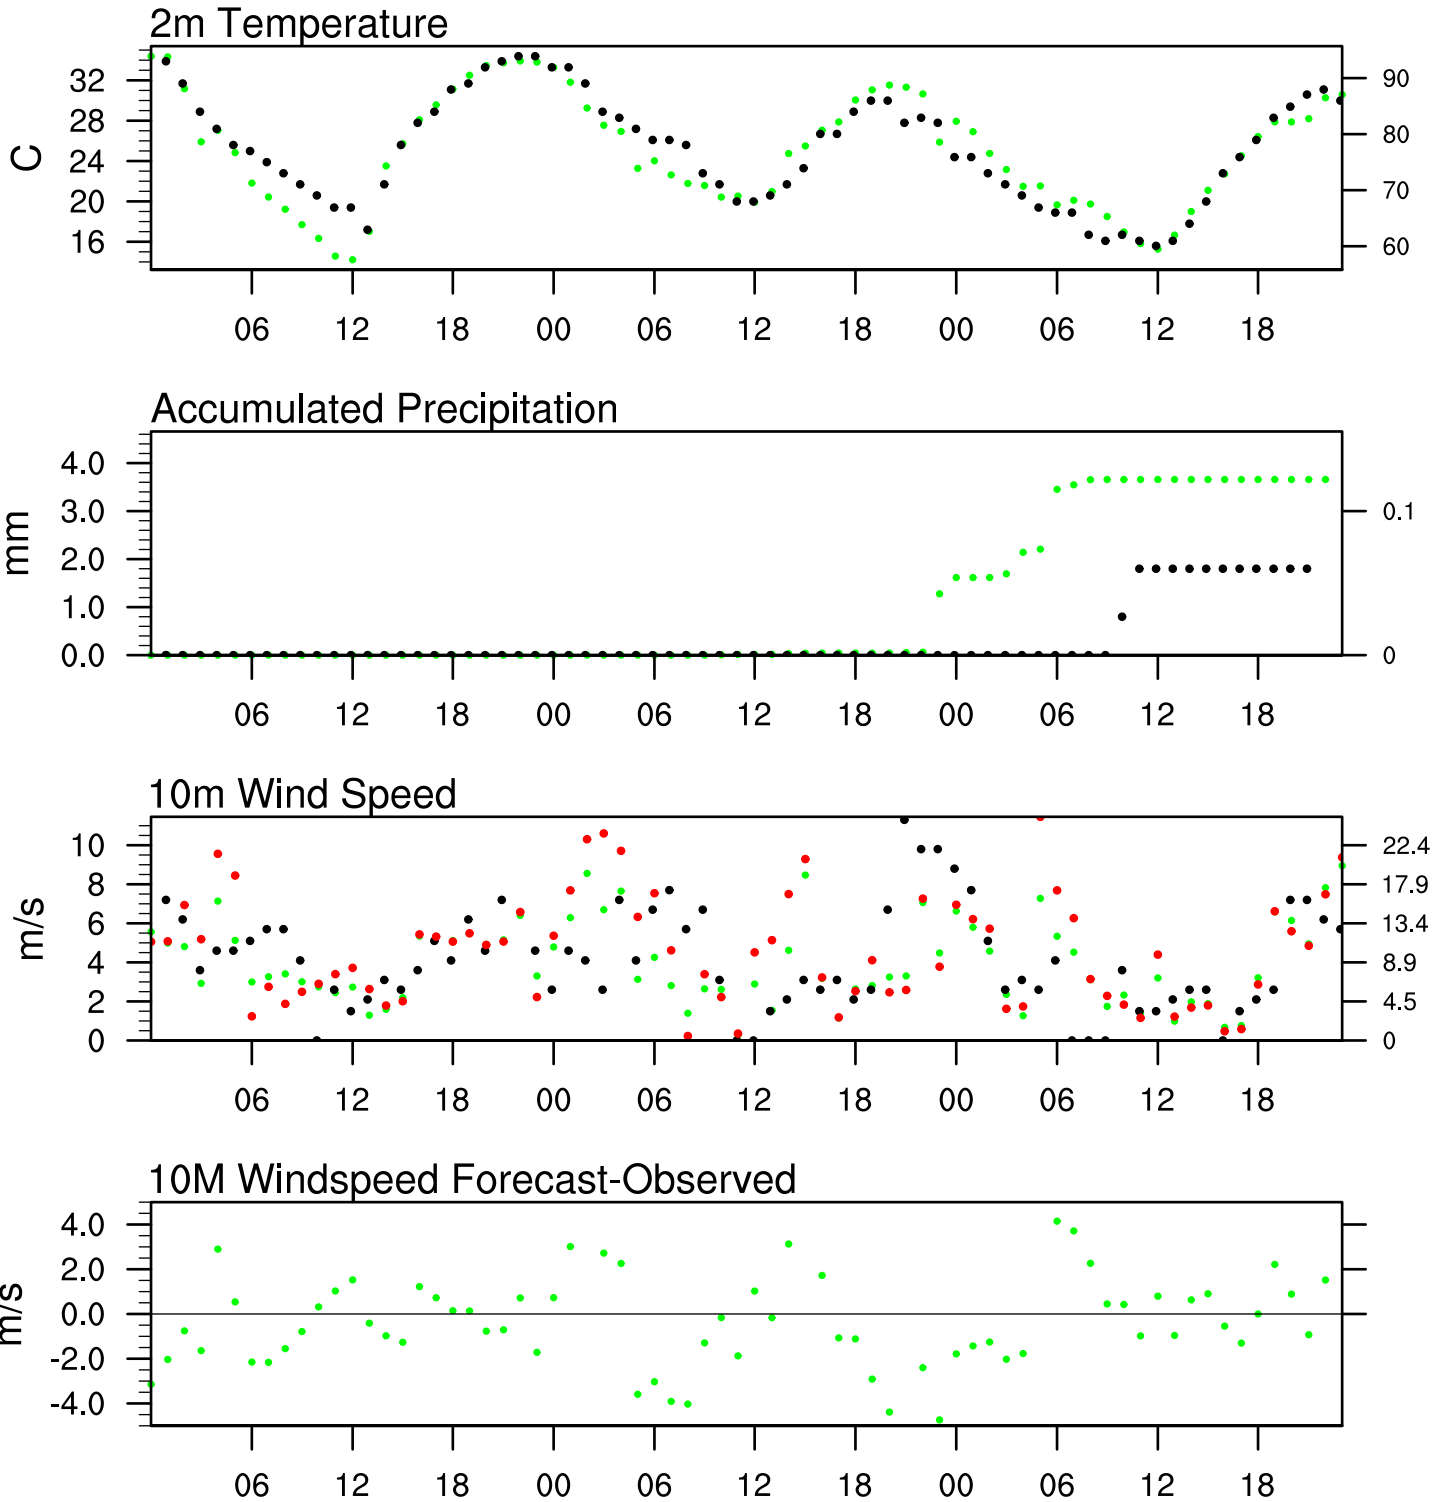 2m Temperature
C
32
28
24
20
16
90
80
70
60
06 12 18 00 06 12 18 00 06 12 18
Accumulated Precipitation
mm
4.0
3.0
2.0
1.0
0.0
0.1
0
06 12 18 00 06 12 18 00 06 12 18
10m Wind Speed
m/s
10
8
6
4
2
0
22.4
17.9
13.4
8.9
4.5
0
06 12 18 00 06 12 18 00 06 12 18
10M Windspeed Forecast-Observed
m/s
4.0
2.0
0.0
-2.0
-4.0
06 12 18 00 06 12 18 00 06 12 18